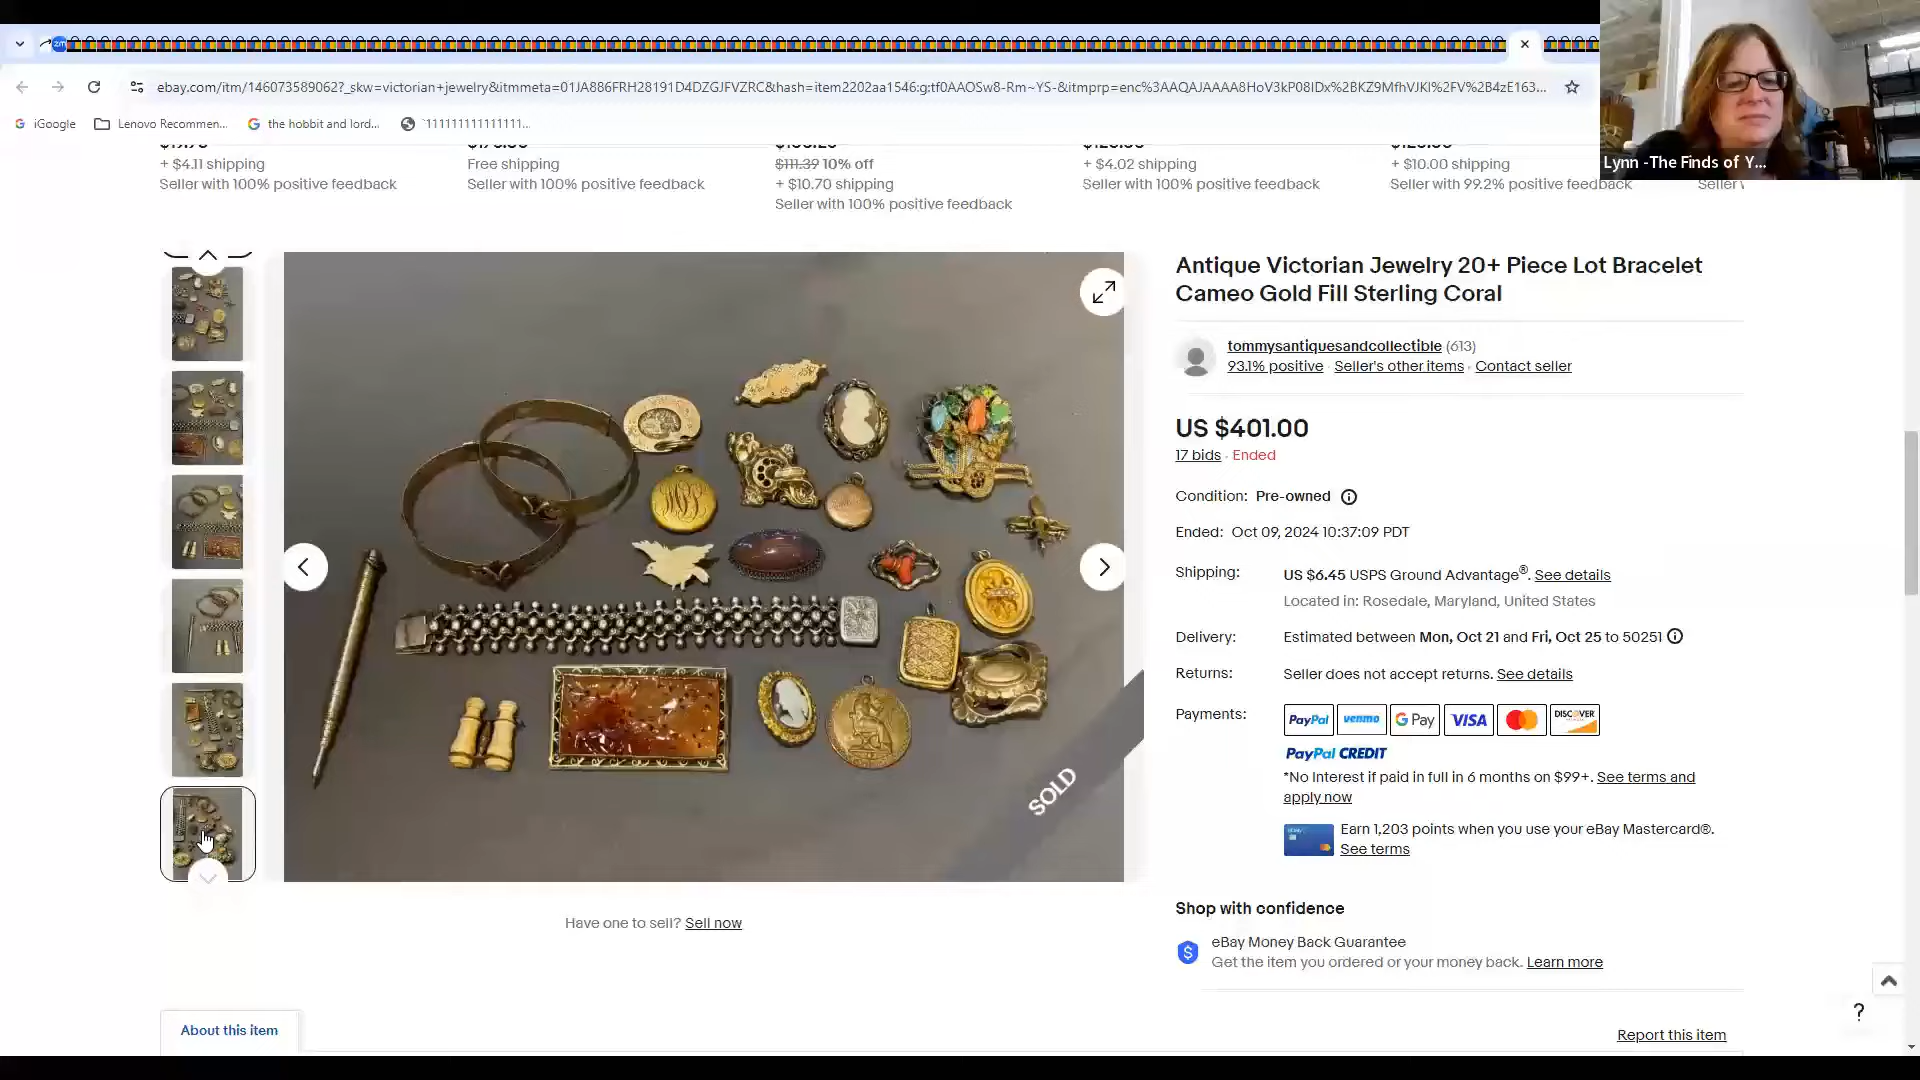 ebay.com/itm/146073589062?_skw=victorian+jewelry&itmmeta=01JA886FRH28191D4DZGJFVZRC&hash=item2202aa1546:g:tf0AAOSw8-Rm~YS-&itmprp=enc%3AAQAJAAAA8HoV3kP08IDx%2BKZ9MfhVJKI%2FV%2B4zE163...
iGoogle
Lenovo Recommen...
the hobbit and lord...
`111111111111111...
Lynn -The Finds of Y...
+ $4.11 shipping
Seller with 100% positive feedback
Free shipping
Seller with 100% positive feedback
$111.39 10% off
+ $10.70 shipping
Seller with 100% positive feedback
+ $4.02 shipping
Seller with 100% positive feedback
+ $10.00 shipping
Seller with 99.2% positive feedback
SOLD
Have one to sell? Sell now
Antique Victorian Jewelry 20+ Piece Lot Bracelet
Cameo Gold Fill Sterling Coral
tommysantiquesandcollectible (613)
93.1% positive · Seller's other items · Contact seller
US $401.00
17 bids · Ended
Condition: Pre-owned
Ended: Oct 09, 2024 10:37:09 PDT
Shipping: US $6.45 USPS Ground Advantage®. See details
Located in: Rosedale, Maryland, United States
Delivery: Estimated between Mon, Oct 21 and Fri, Oct 25 to 50251
Returns: Seller does not accept returns. See details
Payments: PayPal venmo G Pay VISA DISCOVER
PayPal CREDIT
*No Interest if paid in full in 6 months on $99+. See terms and
apply now
Earn 1,203 points when you use your eBay Mastercard®.
See terms
Shop with confidence
eBay Money Back Guarantee
Get the item you ordered or your money back. Learn more
About this item
Report this item
?